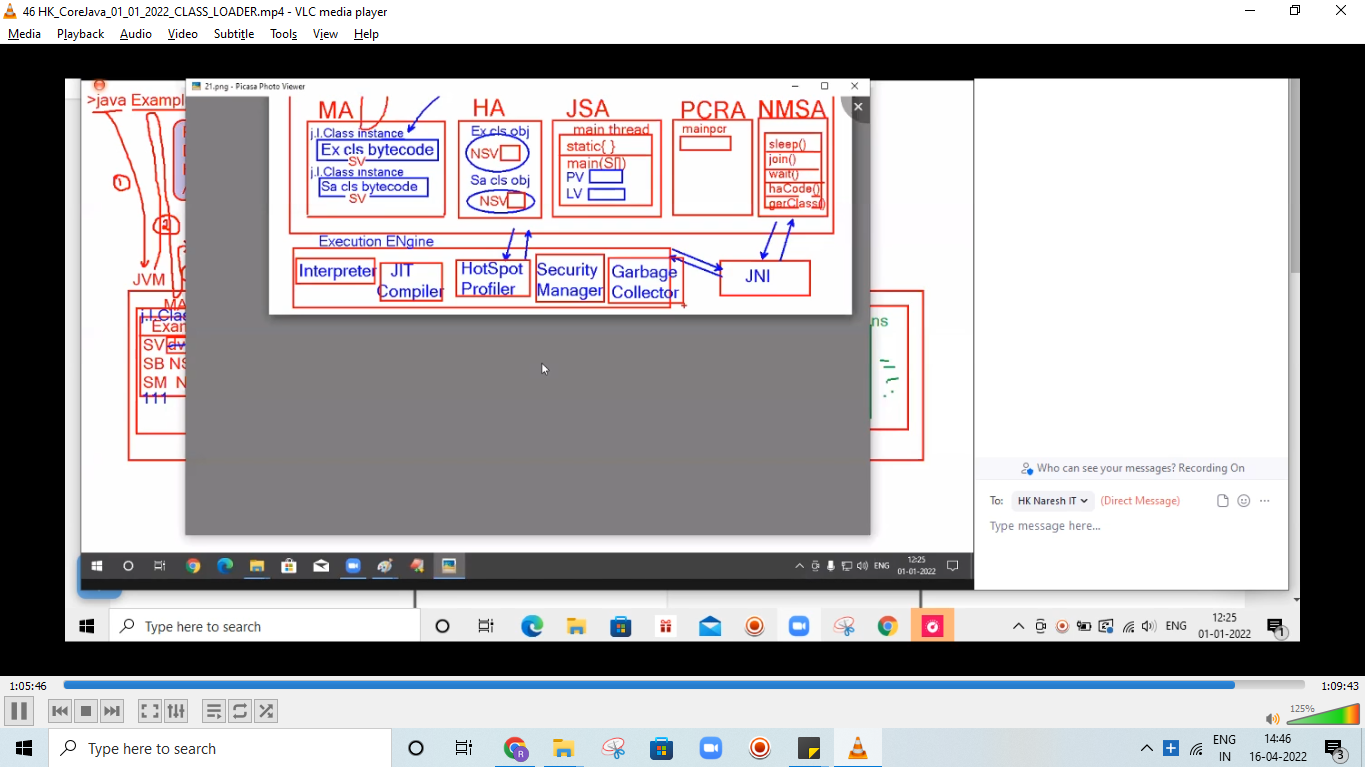 46 HK_CoreJava_01_01_2022_CLASS_LOADER.mp4 - VLC media player
Media Playback Audio Video Subtitle Tools View Help
21.png - Picasa Photo Viewer
>java Exampl
MA HA JSA PCRA NMSA
j.l.Class instance
Ex cls bytecode
SV
j.l.Class instance
Sa cls bytecode
SV
Ex cls obj
NSV
Sa cls obj
NSV
main thread
static{ }
main(S[])
PV
LV
mainpcr
sleep()
join()
wait()
haCode()
gerClass()
Execution ENgine
Interpreter
JIT
Compiler
HotSpot
Profiler
Security
Manager
Garbage
Collector
JNI
1
2
JVM
MA
j.l.Clas
Exam
SV
SB NS
SM N
111
ns
Who can see your messages? Recording On
To: HK Naresh IT (Direct Message)
Type message here...
ENG
12:25
01-01-2022
Type here to search
ENG
12:25
01-01-2022
1
1:05:46
1:09:43
125%
Type here to search
R
ENG
IN
14:46
16-04-2022
3